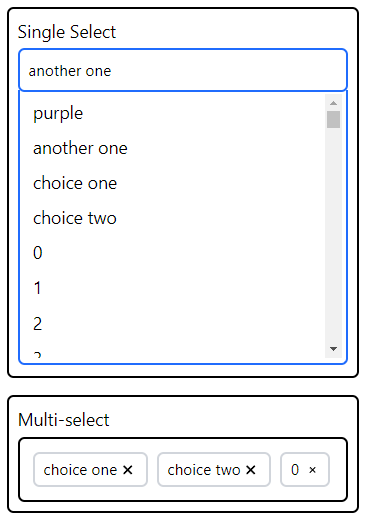 Single Select
another one
purple
another one
choice one
choice two
0
1
2
Multi-select
choice one ×
choice two ×
0 ×